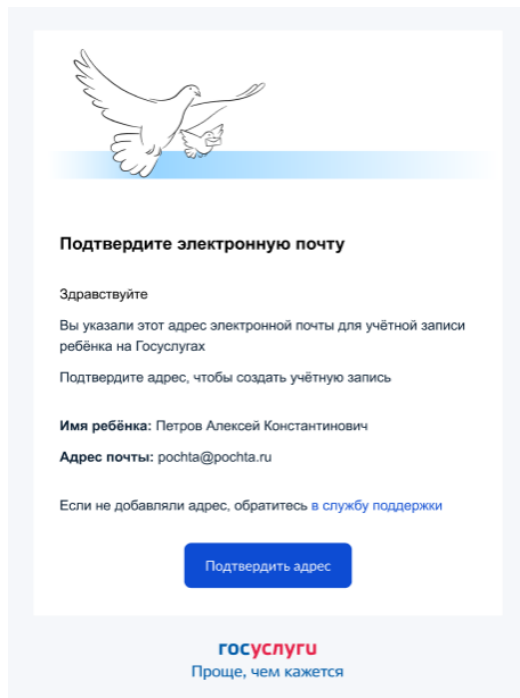 Подтвердите электронную почту
Здравствуйте
Вы указали этот адрес электронной почты для учётной записи
ребёнка на Госуслугах
Подтвердите адрес, чтобы создать учётную запись
Имя ребёнка: Петров Алексей Константинович
Адрес почты: pochta@pochta.ru
Если не добавляли адрес, обратитесь в службу поддержки
Подтвердить адрес
госуслуги
Проще, чем кажется